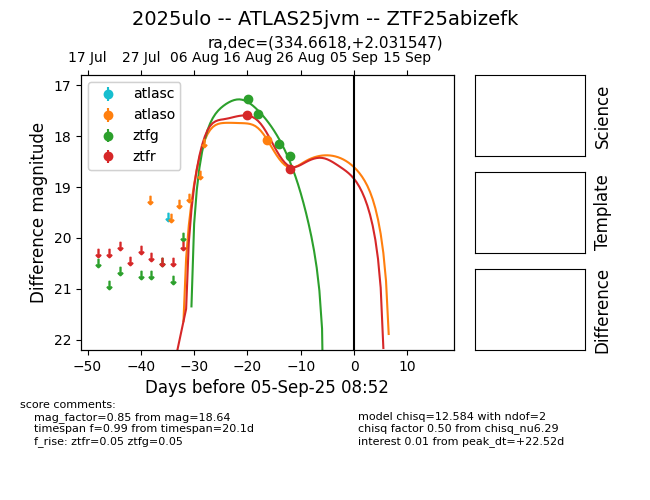 2025ulo -- ATLAS25jvm -- ZTF25abizefk
ra,dec=(334.6618,+2.031547)
17 Jul 27 Jul 06 Aug 16 Aug 26 Aug 05 Sep 15 Sep
atlasc
atlaso
ztfg
ztfr
17
18
19
20
21
22
Difference magnitude
−50 −40 −30 −20 −10 0 10
Days before 05-Sep-25 08:52
Science
Template
Difference
score comments:
mag_factor=0.85 from mag=18.64
timespan f=0.99 from timespan=20.1d
f_rise: ztfr=0.05 ztfg=0.05
model chisq=12.584 with ndof=2
chisq factor 0.50 from chisq_nu6.29
interest 0.01 from peak_dt=+22.52d